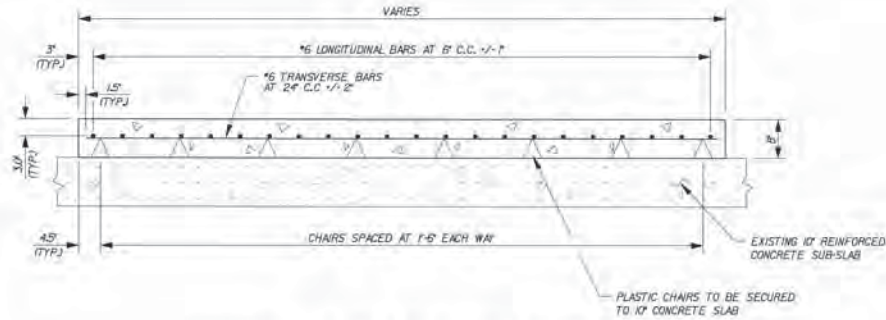 VARIES
3"
(TYP.)
#6 LONGITUDINAL BARS AT 6" C.C. +/- 1"
1.5"
(TYP.)
#6 TRANSVERSE BARS
AT 24" C.C +/- 2"
3.0"
(TYP.)
8"
4.5"
(TYP.)
CHAIRS SPACED AT 1'-6" EACH WAY
EXISTING 10" REINFORCED
CONCRETE SUB-SLAB
PLASTIC CHAIRS TO BE SECURED
TO 10" CONCRETE SLAB